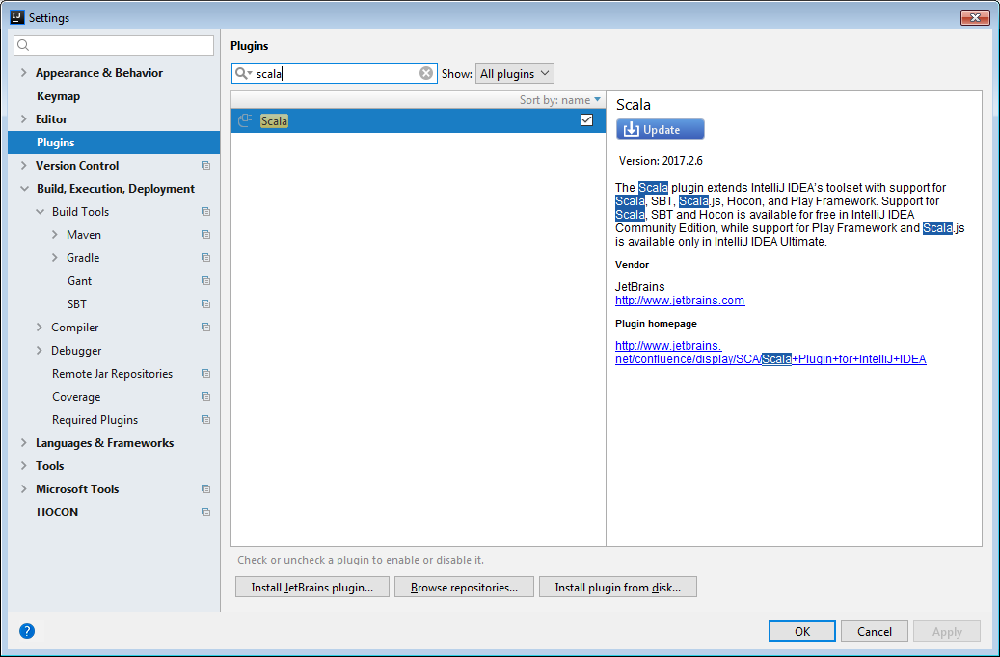 IJ
Settings
Appearance & Behavior
Keymap
Editor
Plugins
Version Control
Build, Execution, Deployment
Build Tools
Maven
Gradle
Gant
SBT
Compiler
Debugger
Remote Jar Repositories
Coverage
Required Plugins
Languages & Frameworks
Tools
Microsoft Tools
HOCON
?
Plugins
scala
Show: All plugins
Sort by: name
Scala
Scala
Update
Version: 2017.2.6
The Scala plugin extends IntelliJ IDEA's toolset with support for
Scala, SBT, Scala.js, Hocon, and Play Framework. Support for
Scala, SBT and Hocon is available for free in IntelliJ IDEA
Community Edition, while support for Play Framework and Scala.js
is available only in IntelliJ IDEA Ultimate.
Vendor
JetBrains
http://www.jetbrains.com
Plugin homepage
http://www.jetbrains.
net/confluence/display/SCA/Scala+Plugin+for+IntelliJ+IDEA
Check or uncheck a plugin to enable or disable it.
Install JetBrains plugin... Browse repositories... Install plugin from disk...
OK Cancel Apply